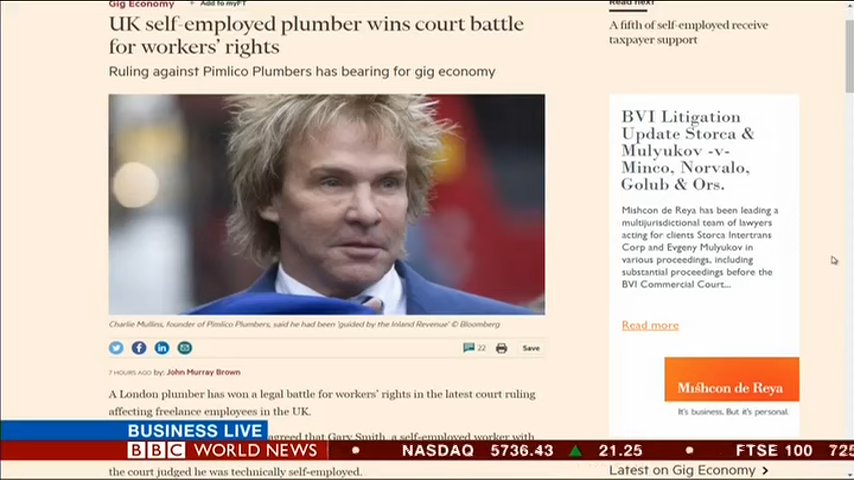 Gig Economy + Add to myFT
UK self-employed plumber wins court battle
for workers' rights
Ruling against Pimlico Plumbers has bearing for gig economy
Charlie Mullins, founder of Pimlico Plumbers, said he had been 'guided by the Inland Revenue' © Bloomberg
22
Save
7 HOURS AGO by: John Murray Brown
A London plumber has won a legal battle for workers' rights in the latest court ruling
affecting freelance employees in the UK.
agreed that Gary Smith, a self-employed worker with
the court judged he was technically self-employed.
Read next
A fifth of self-employed receive
taxpayer support
BVI Litigation
Update Storca &
Mulyukov -v-
Minco, Norvalo,
Golub & Ors.
Mishcon de Reya has been leading a
multijurisdictional team of lawyers
acting for clients Storca Intertrans
Corp and Evgeny Mulyukov in
various proceedings, including
substantial proceedings before the
BVI Commercial Court...
Read more
Mishcon de Reya
It's business. But it's personal.
Latest on Gig Economy >
BUSINESS LIVE
BBC WORLD NEWS
NASDAQ 5736.43 ▲ 21.25 FTSE 100 725